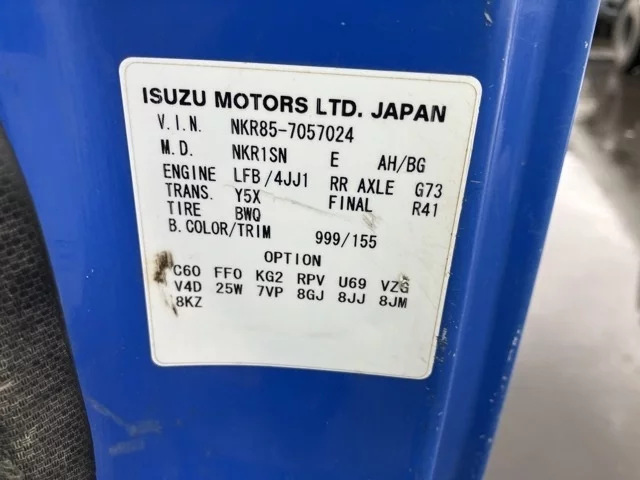 ISUZU MOTORS LTD. JAPAN
V.I.N. NKR85-7057024
M.D. NKR1SN E AH/BG
ENGINE LFB /4JJ1 RR AXLE G73
TRANS. Y5X FINAL R41
TIRE BWQ
B.COLOR/TRIM 999/155
OPTION
C60 FF0 KG2 RPV U69 VZG
V4D 25W 7VP 8GJ 8JJ 8JM
8KZ